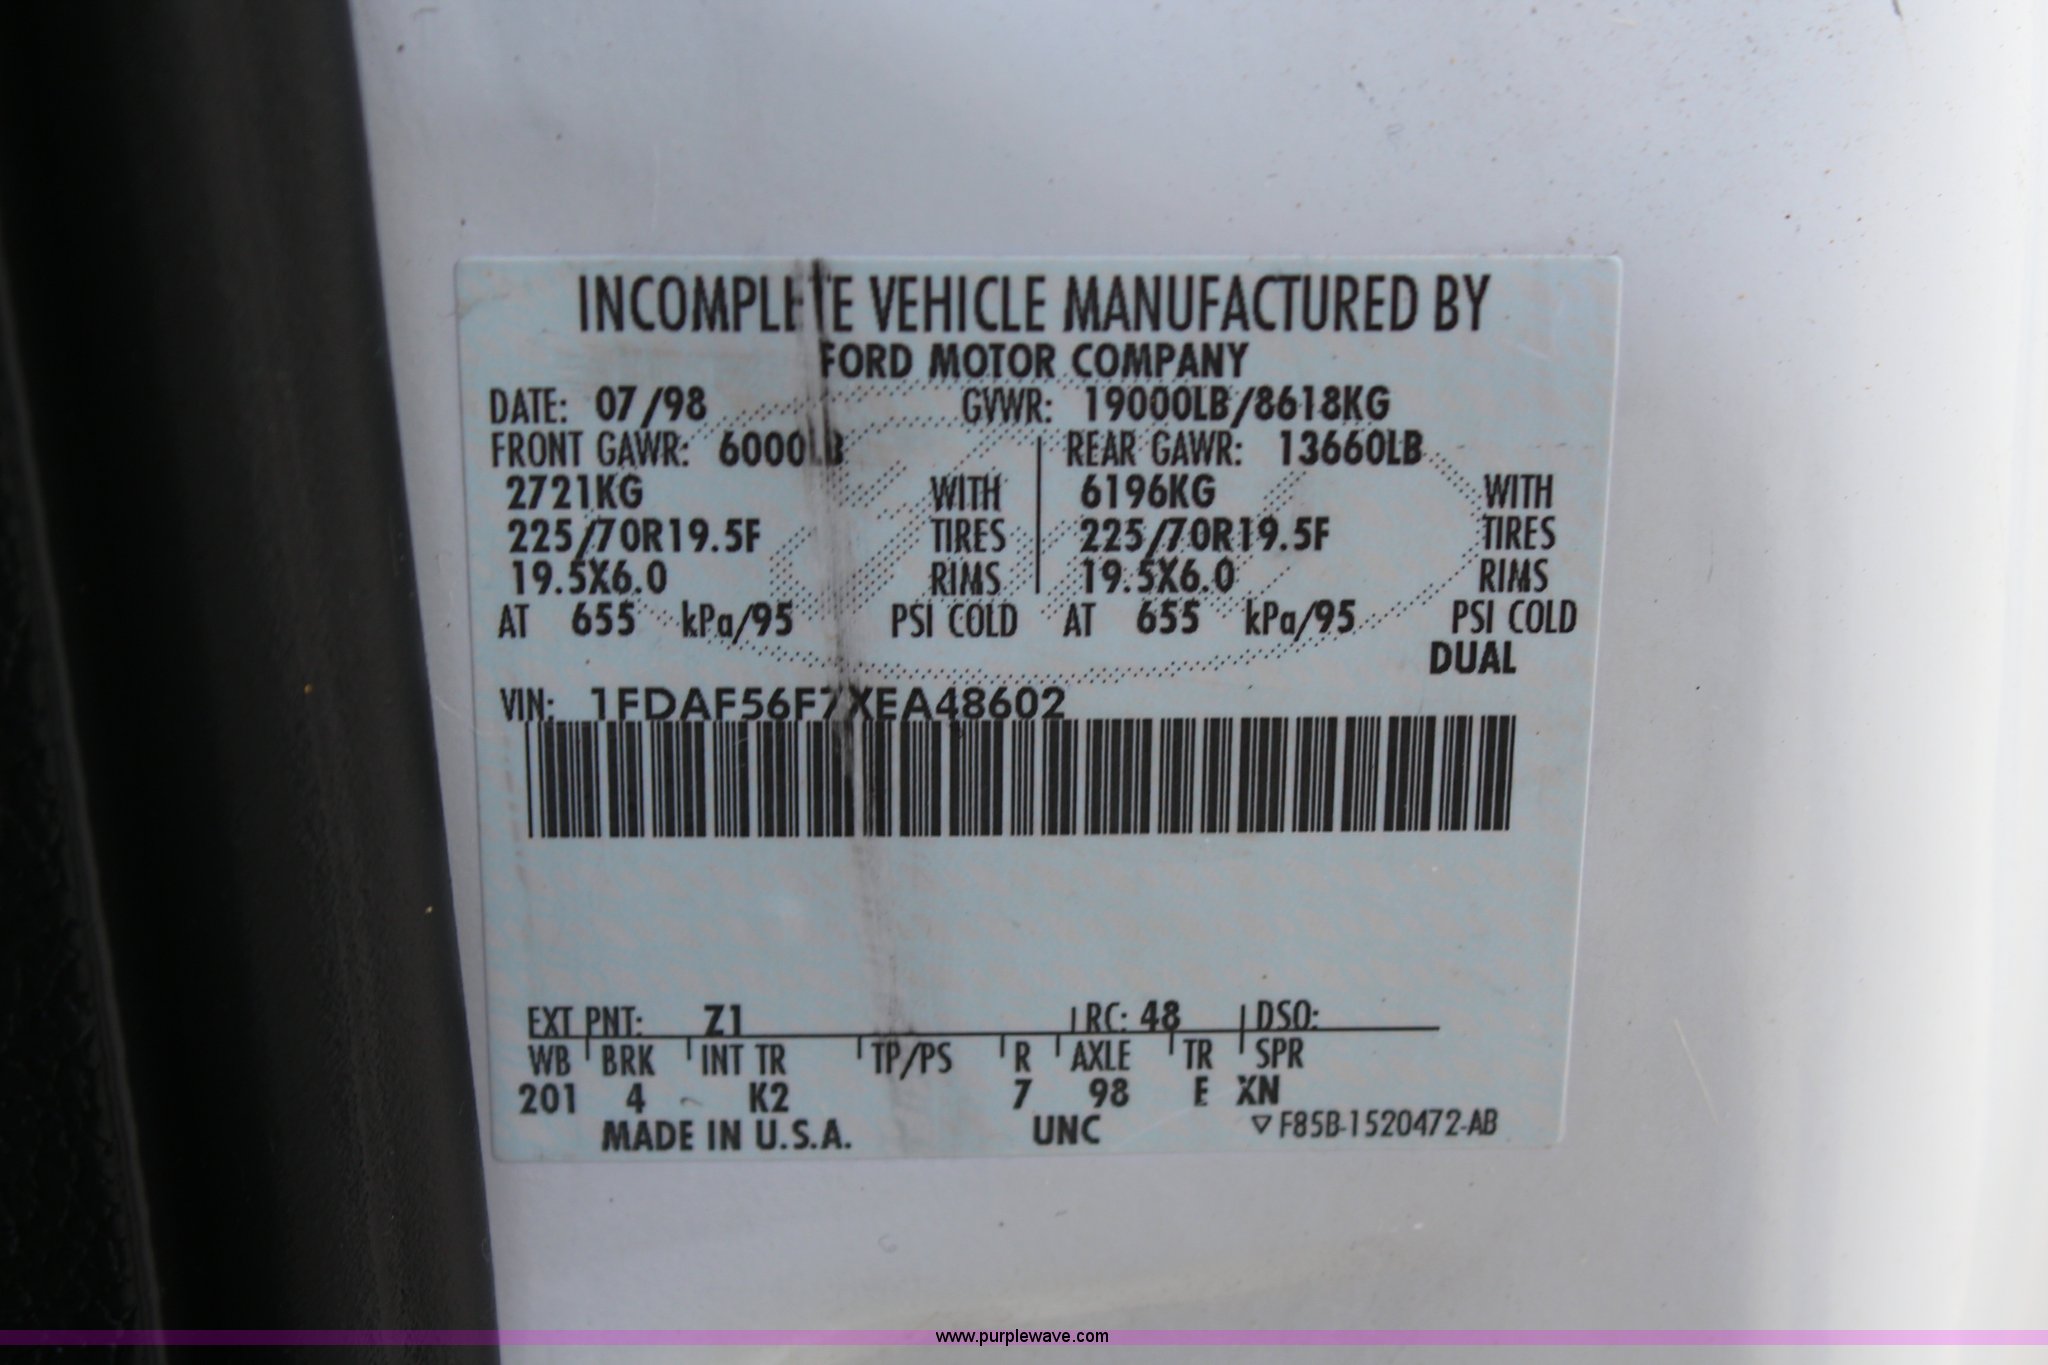 INCOMPLETE VEHICLE MANUFACTURED BY
FORD MOTOR COMPANY
DATE: 07/98 GVWR: 19000LB/8618KG
FRONT GAWR: 6000LB REAR GAWR: 13660LB
2721KG WITH 6196KG WITH
225/70R19.5F TIRES 225/70R19.5F TIRES
19.5X6.0 RIMS 19.5X6.0 RIMS
AT 655 kPa/95 PSI COLD AT 655 kPa/95 PSI COLD
DUAL
VIN: 1FDAF56F7XEA48602
EXT PNT: Z1 RC: 48 DSO:
WB BRK INT TR TP/PS R AXLE TR SPR
201 4 K2 7 98 E XN
MADE IN U.S.A. UNC ▽ F85B-1520472-AB
www.purplewave.com